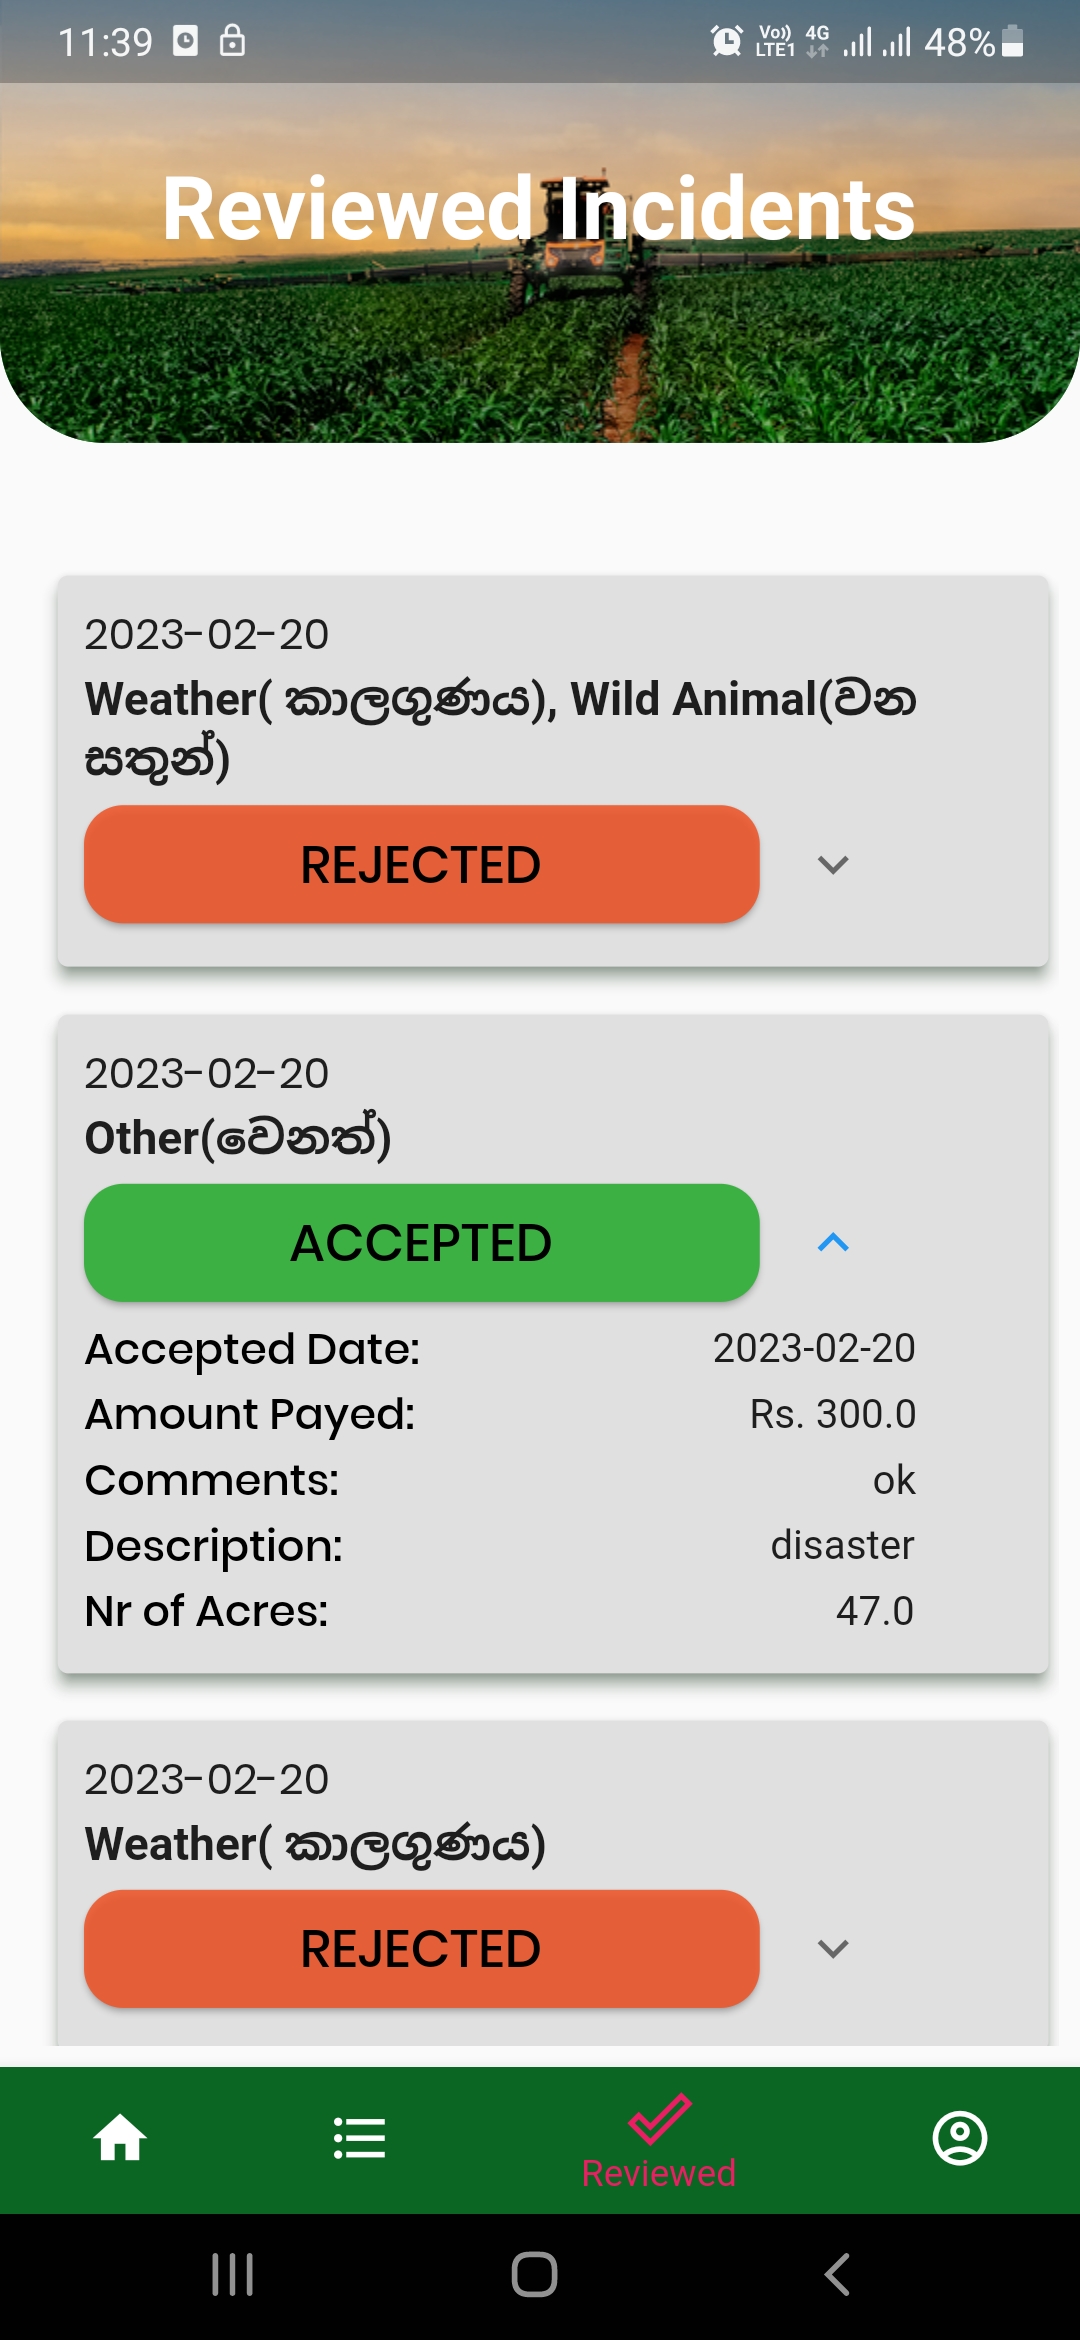 11:39
Vo)) LTE1 4G 48%
Reviewed Incidents
2023-02-20
Weather( කාලගුණය), Wild Animal(වන
සතුන්)
REJECTED
2023-02-20
Other(වෙනත්)
ACCEPTED
Accepted Date: 2023-02-20
Amount Payed: Rs. 300.0
Comments: ok
Description: disaster
Nr of Acres: 47.0
2023-02-20
Weather( කාලගුණය)
REJECTED
Reviewed